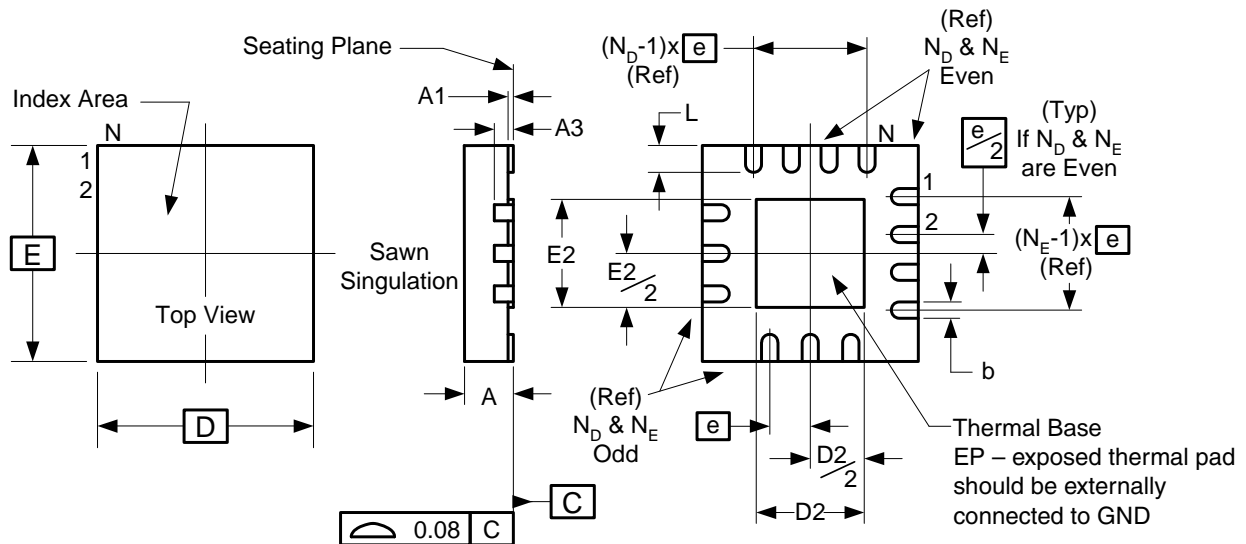 Seating Plane
Index Area
N
1
2
E
Top View
D
A1
A3
Sawn
Singulation
A
C
0.08 C
(N_D-1)x e
(Ref)
(Ref)
N_D & N_E
Even
L
N
e/2
(Typ)
If N_D & N_E
are Even
1
2
(N_E-1)x e
(Ref)
E2
E2/2
b
(Ref)
N_D & N_E
Odd
e
D2/2
D2
Thermal Base
EP – exposed thermal pad
should be externally
connected to GND